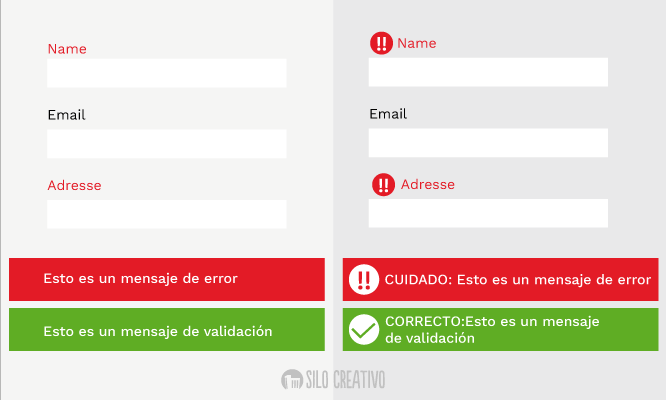 Name
Email
Adresse
Esto es un mensaje de error
Esto es un mensaje de validación
!! Name
Email
!! Adresse
!! CUIDADO: Esto es un mensaje de error
CORRECTO:Esto es un mensaje
de validación
SILO CREATIVO